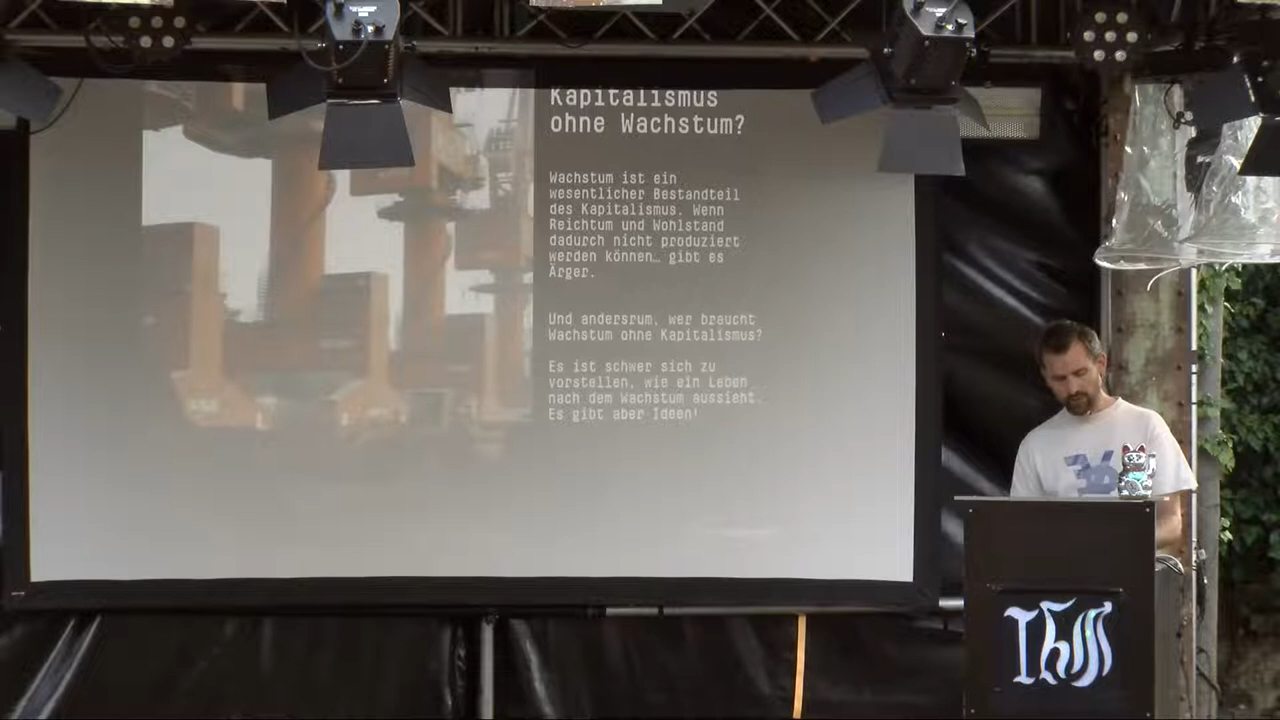 Kapitalismus
ohne Wachstum?
Wachstum ist ein
wesentlicher Bestandteil
des Kapitalismus. Wenn
Reichtum und Wohlstand
dadurch nicht produziert
werden können… gibt es
Ärger.
Und andersrum, wer braucht
Wachstum ohne Kapitalismus?
Es ist schwer sich zu
vorstellen, wie ein Leben
nach dem Wachstum aussieht.
Es gibt aber Ideen!